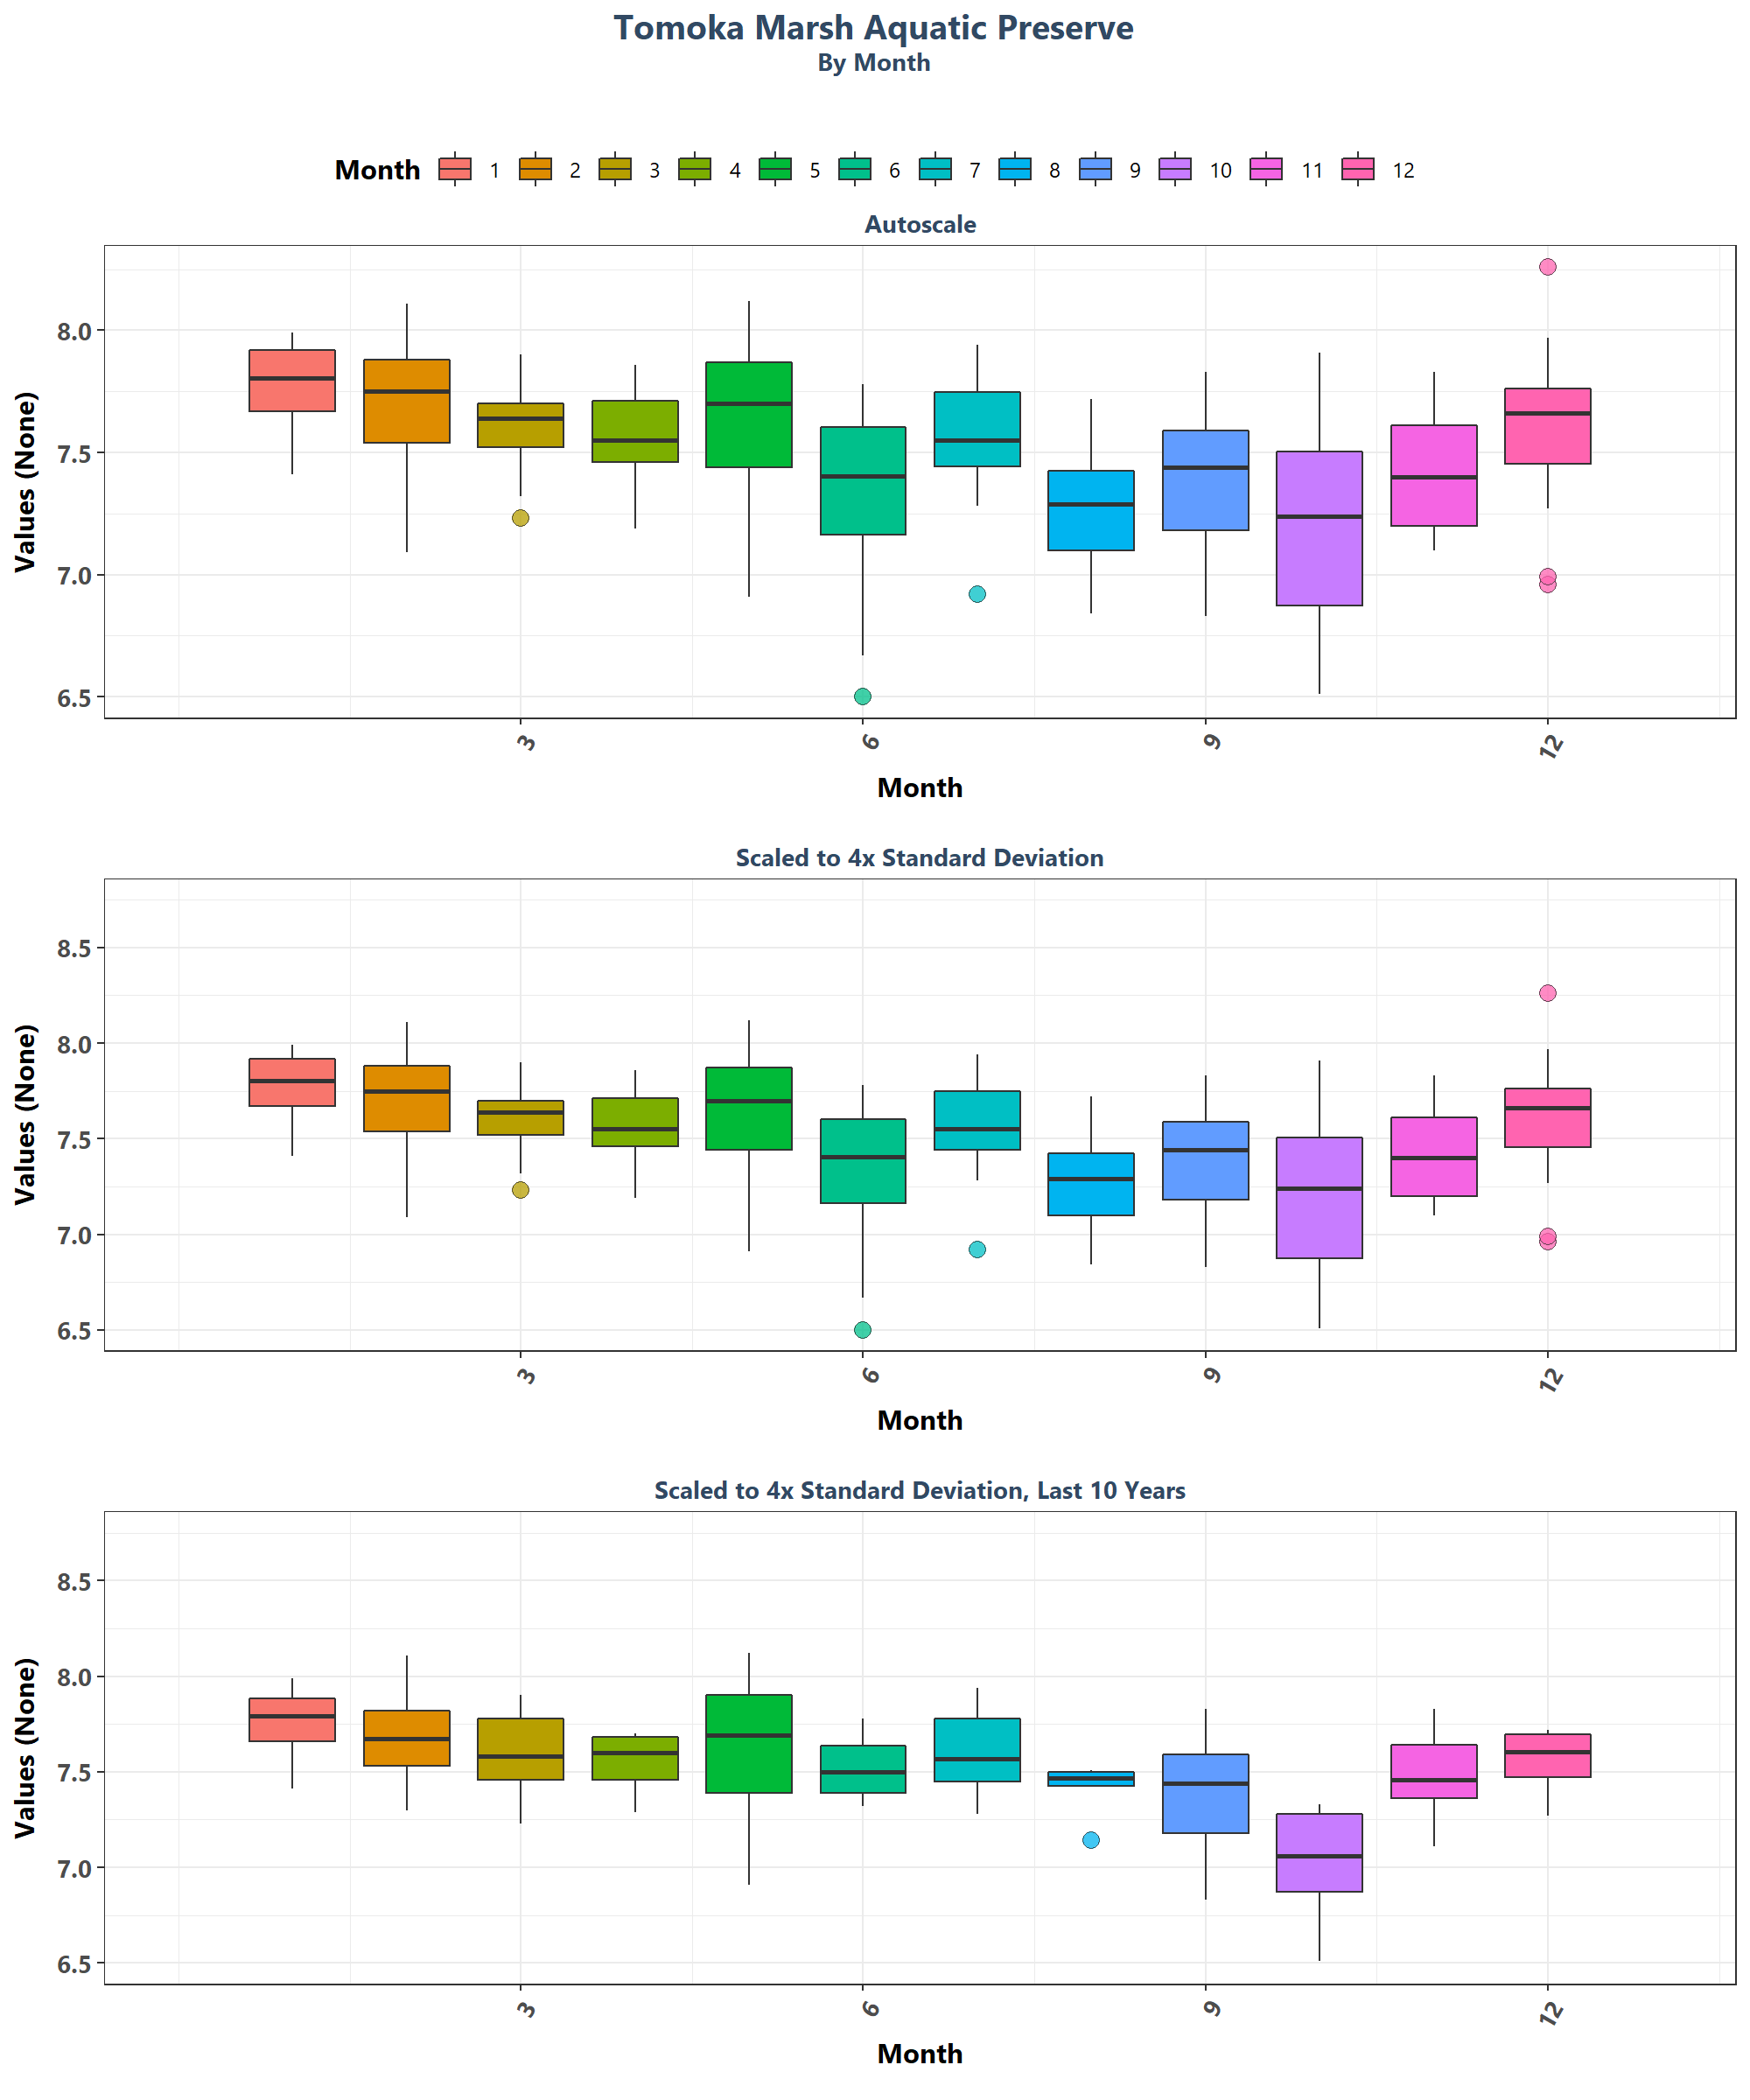 Tomoka Marsh Aquatic Preserve
By Month
Month 1 2 3 4 5 6 7 8 9 10 11 12
Autoscale
Values (None)
8.0
7.5
7.0
6.5
3 6 9 12
Month
Scaled to 4x Standard Deviation
Values (None)
8.5
8.0
7.5
7.0
6.5
3 6 9 12
Month
Scaled to 4x Standard Deviation, Last 10 Years
Values (None)
8.5
8.0
7.5
7.0
6.5
3 6 9 12
Month